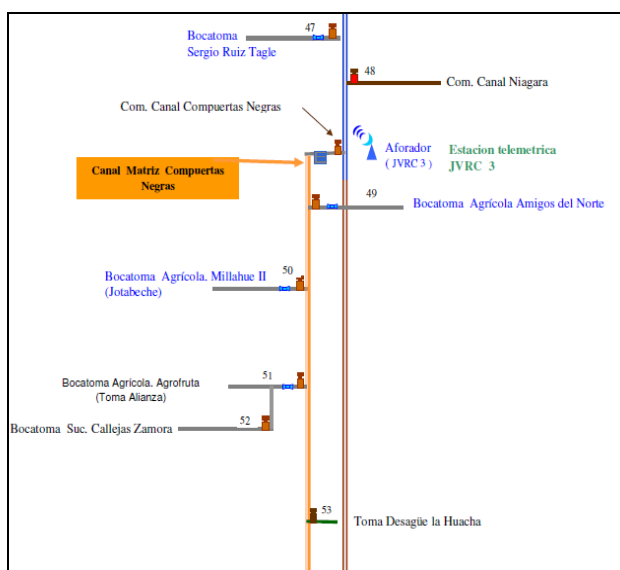 47
Bocatoma
Sergio Ruiz Tagle
48
Com. Canal Niagara
Com. Canal Compuertas Negras
Aforador
( JVRC 3 )
Estacion telemetrica
JVRC 3
Canal Matriz Compuertas
Negras
49
Bocatoma Agrícola Amigos del Norte
50
Bocatoma Agrícola. Millahue II
(Jotabeche)
51
Bocatoma Agrícola. Agrofruta
(Toma Alianza)
52
Bocatoma Suc. Callejas Zamora
53
Toma Desagüe la Huacha